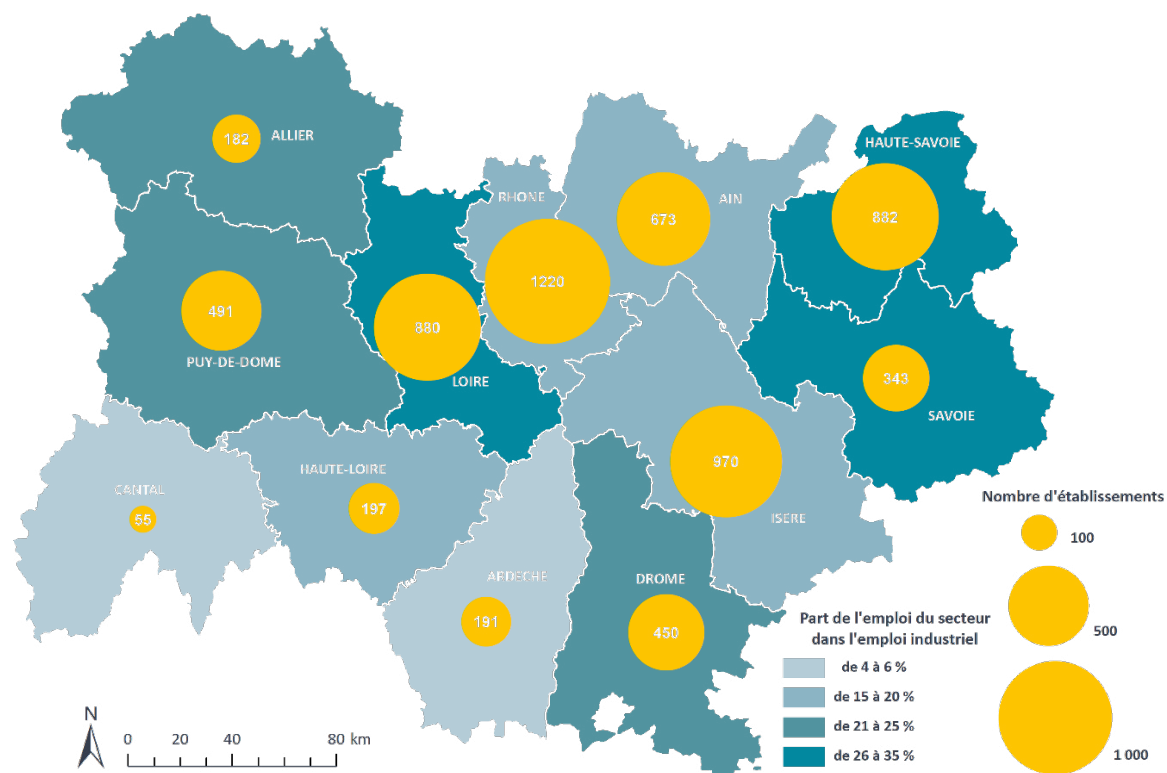 182
ALLIER
HAUTE-SAVOIE
RHONE
AIN
673
882
1220
491
880
PUY-DE-DOME
LOIRE
343
SAVOIE
HAUTE-LOIRE
970
CANTAL
55
197
ISERE
ARDECHE
DROME
191
450
Nombre d'établissements
100
500
1 000
Part de l'emploi du secteur
dans l'emploi industriel
de 4 à 6 %
de 15 à 20 %
de 21 à 25 %
de 26 à 35 %
N
0 20 40 80 km